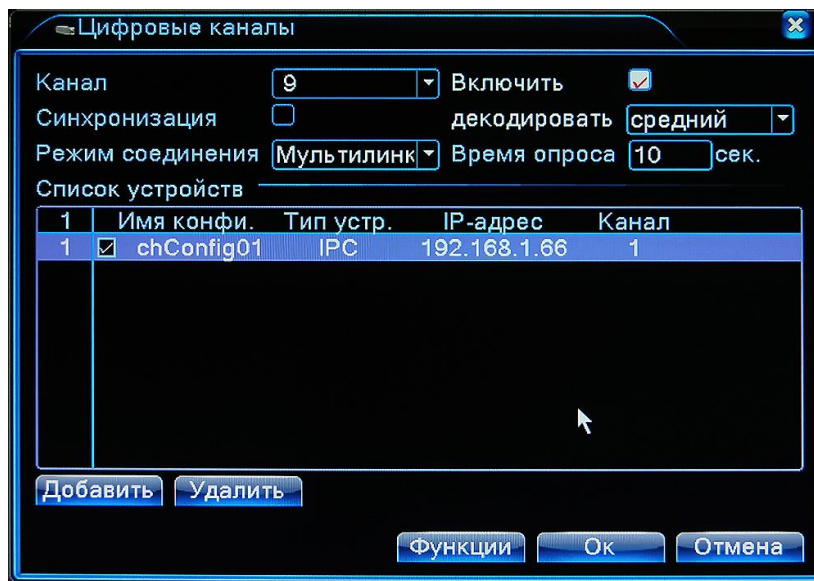 Цифровые каналы
Канал 9 Включить
Синхронизация декодировать средний
Режим соединения Мультилинк Время опроса 10 сек.
Список устройств
1 Имя конфи. Тип устр. IP-адрес Канал
1 chConfig01 IPC 192.168.1.66 1
Добавить Удалить
Функции Ок Отмена